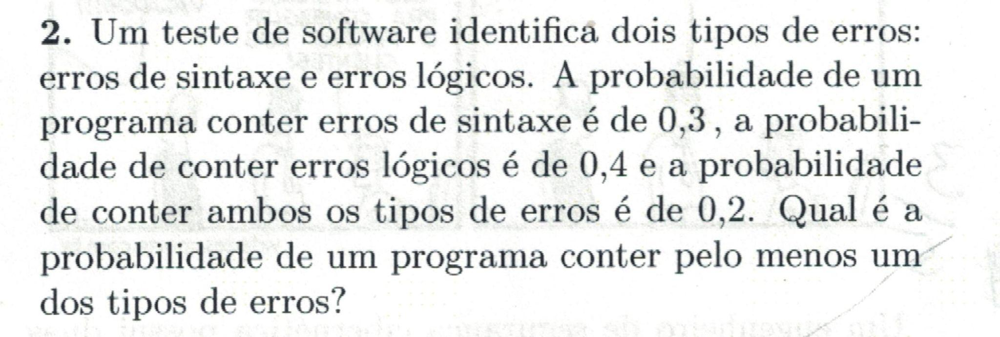 2. Um teste de software identifica dois tipos de erros:
erros de sintaxe e erros lógicos. A probabilidade de um
programa conter erros de sintaxe é de 0,3 , a probabili-
dade de conter erros lógicos é de 0,4 e a probabilidade
de conter ambos os tipos de erros é de 0,2. Qual é a
probabilidade de um programa conter pelo menos um
dos tipos de erros?